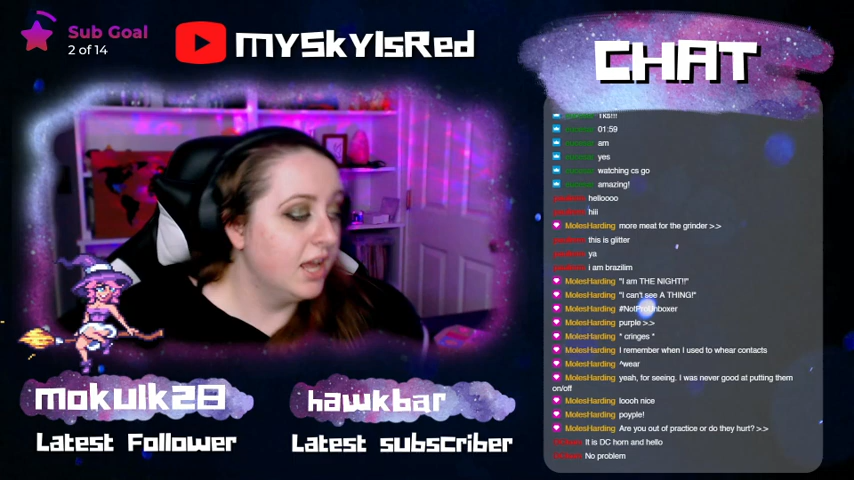 Sub Goal
2 of 14
MYSkYIsRed
CHAT
01:59
am
yes
watching cs go
amazing!
helloooo
hiii
MolesHarding more meat for the grinder >>
this is glitter
ya
i am brazilim
MolesHarding "I am THE NIGHT!!"
MolesHarding "I can't see A THING!"
MolesHarding #NotProUnboxer
MolesHarding purple >>
MolesHarding * cringes *
MolesHarding I remember when I used to whear contacts
MolesHarding ^wear
MolesHarding yeah, for seeing. I was never good at putting them
on/off
MolesHarding loooh nice
MolesHarding poyple!
MolesHarding Are you out of practice or do they hurt? >>
It is DC horn and hello
No problem
mokulk28
Latest Follower
hawkbar
Latest subscriber